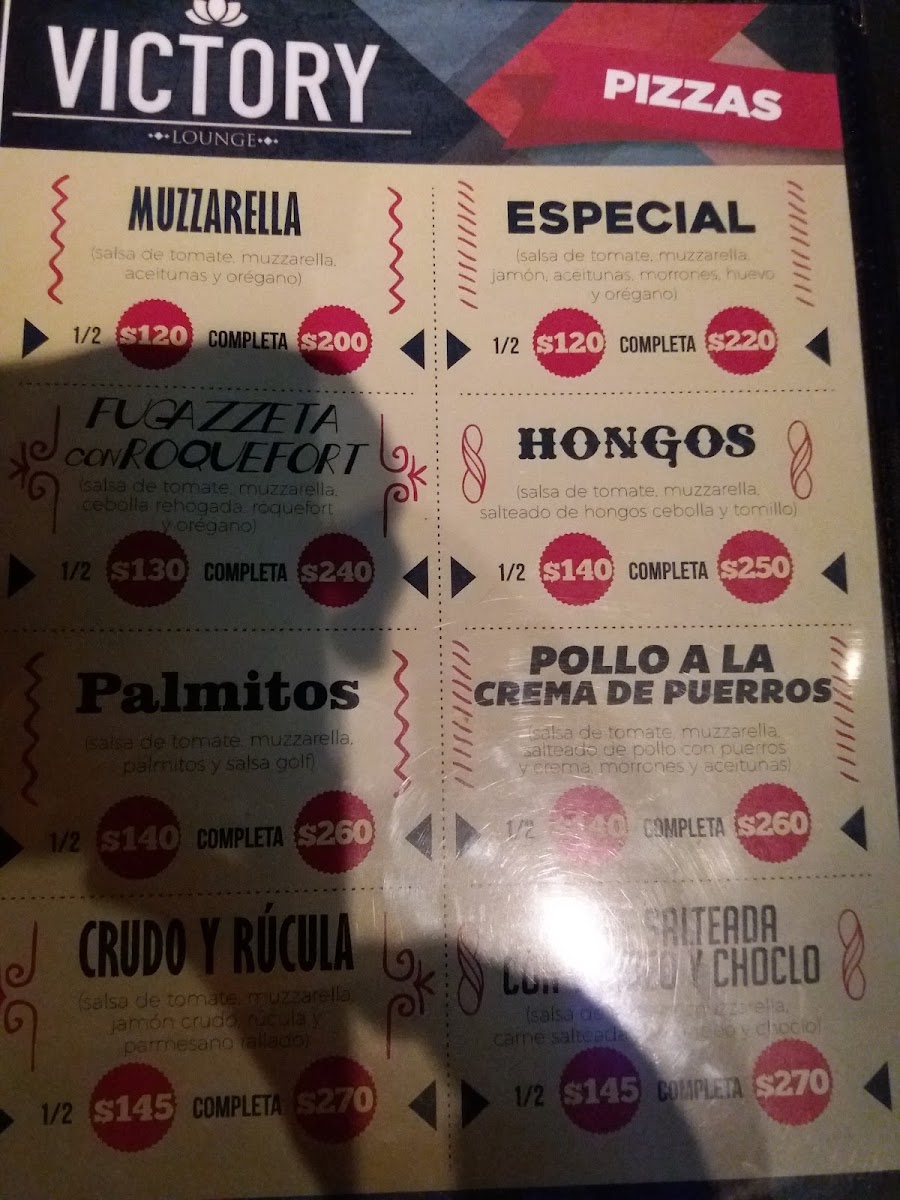 VICTORY
LOUNGE
PIZZAS
MUZZARELLA
(salsa de tomate, muzzarella,
aceitunas y orégano)
1/2 $120 COMPLETA $200
ESPECIAL
(salsa de tomate, muzzarella,
jamón, aceitunas, morrones, huevo
y orégano)
1/2 $120 COMPLETA $220
FUGAZZETA
CON ROQUEFORT
(salsa de tomate, muzzarella,
cebolla rehogada, roquefort
y orégano)
1/2 $130 COMPLETA $240
HONGOS
(salsa de tomate, muzzarella,
salteado de hongos cebolla y tomillo)
1/2 $140 COMPLETA $250
Palmitos
(salsa de tomate, muzzarella,
palmitos y salsa golf)
1/2 $140 COMPLETA $260
POLLO A LA
CREMA DE PUERROS
(salsa de tomate, muzzarella,
salteado de pollo con puerros
y crema, morrones y aceitunas)
1/2 $140 COMPLETA $260
CRUDO Y RÚCULA
(salsa de tomate, muzzarella,
jamón crudo, rúcula y
parmesano rallado)
1/2 $145 COMPLETA $270
SALTEADA
Y CHOCLO
(salsa muzzarella,
carne salteada y choclo)
1/2 $145 COMPLETA $270